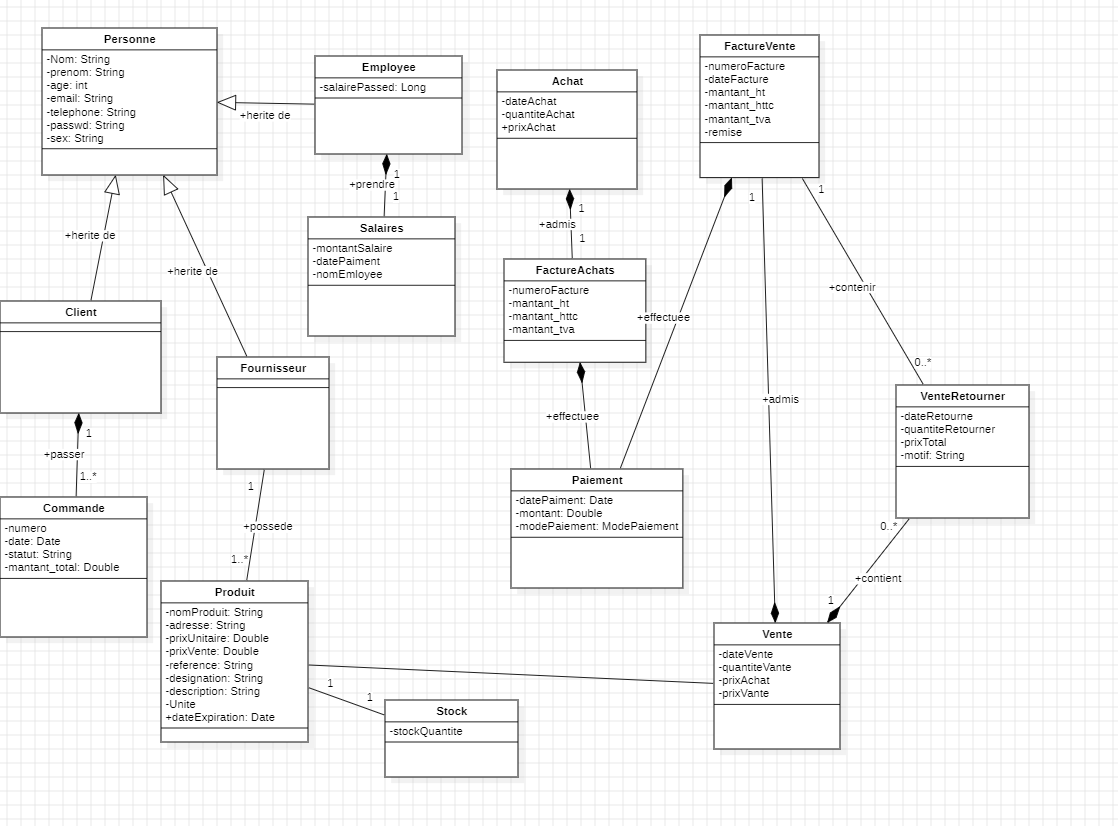 Personne
-Nom: String
-prenom: String
-age: int
-email: String
-telephone: String
-passwd: String
-sex: String
+herite de
Employee
-salairePassed: Long
1
+prendre
1
Salaires
-montantSalaire
-datePaiment
-nomEmloyee
Achat
-dateAchat
-quantiteAchat
+prixAchat
1
+admis
1
FactureAchats
-numeroFacture
-mantant_ht
-mantant_httc
-mantant_tva
FactureVente
-numeroFacture
-dateFacture
-mantant_ht
-mantant_httc
-mantant_tva
-remise
1
1
+herite de
+herite de
+effectuee
+contenir
0..*
Client
1
+passer
1..*
Fournisseur
+effectuee
+admis
VenteRetourner
-dateRetourne
-quantiteRetourner
-prixTotal
-motif: String
Commande
-numero
-date: Date
-statut: String
-mantant_total: Double
1
+possede
1..*
Paiement
-datePaiment: Date
-montant: Double
-modePaiement: ModePaiement
0..*
+contient
1
Produit
-nomProduit: String
-adresse: String
-prixUnitaire: Double
-prixVente: Double
-reference: String
-designation: String
-description: String
-Unite
+dateExpiration: Date
1
1
Stock
-stockQuantite
Vente
-dateVente
-quantiteVante
-prixAchat
-prixVante